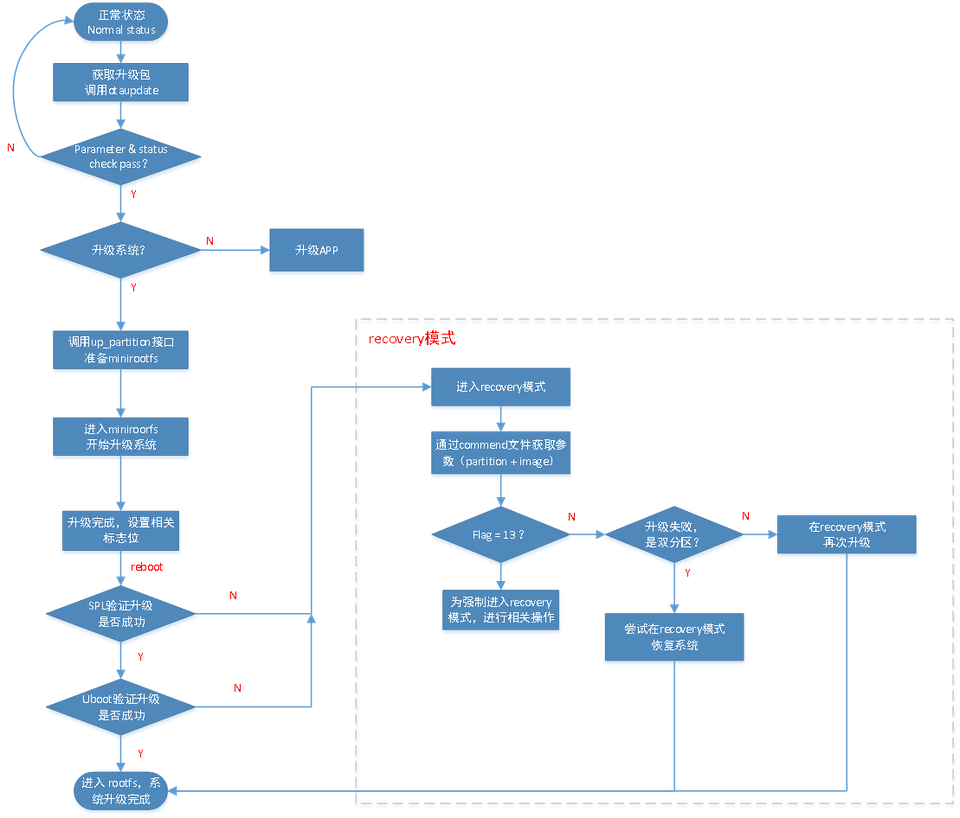 正常状态
Normal status
获取升级包
调用otaupdate
Parameter & status
check pass?
N
Y
升级系统?
N
升级APP
Y
调用up_partition接口
准备minirootfs
进入miniroorfs
开始升级系统
升级完成，设置相关
标志位
reboot
SPL验证升级
是否成功
N
Y
Uboot验证升级
是否成功
N
Y
进入 rootfs，系
统升级完成
recovery模式
进入recovery模式
通过commend文件获取参
数（partition + image）
Flag = 13 ?
N
为强制进入recovery
模式，进行相关操作
升级失败，
是双分区?
N
Y
在recovery模式
再次升级
尝试在recovery模式
恢复系统